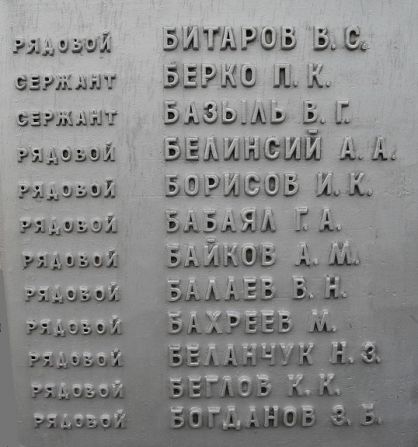 РЯДОВОЙ БИТАРОВ В. С.
СЕРЖАНТ БЕРКО П. К.
СЕРЖАНТ БАЗЫЛЬ В. Г.
РЯДОВОЙ БЕЛИНСИЙ А. А.
РЯДОВОЙ БОРИСОВ И. К.
РЯДОВОЙ БАБАЯЛ Г. А.
РЯДОВОЙ БАЙКОВ А. М.
РЯДОВОЙ БАЛАЕВ В. Н.
РЯДОВОЙ БАХРЕЕВ М.
РЯДОВОЙ БЕЛАНЧУК Н. З.
РЯДОВОЙ БЕГЛОВ К. К.
РЯДОВОЙ БОГДАНОВ З. Б.